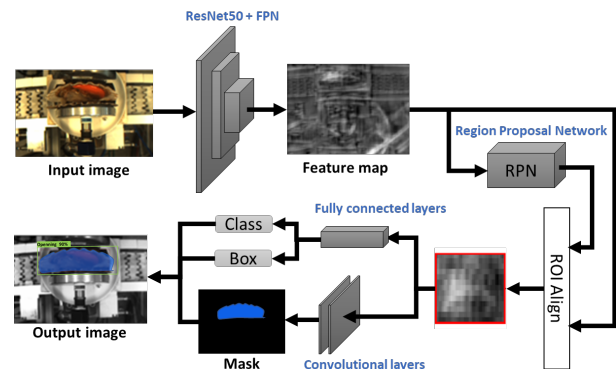 ResNet50 + FPN
Input image
Feature map
Region Proposal Network
RPN
Fully connected layers
Class
Box
ROI Align
Output image
Mask
Convolutional layers